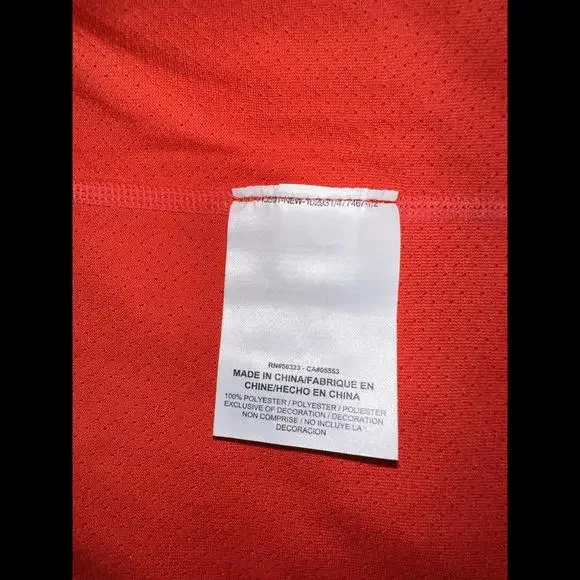 RN#56323 - CA#05553
MADE IN CHINA/FABRIQUE EN
CHINE/HECHO EN CHINA
100% POLYESTER / POLYESTER / POLIESTER
EXCLUSIVE OF DECORATION / DECORATION
NON COMPRISE / NO INCLUYE LA
DECORACION